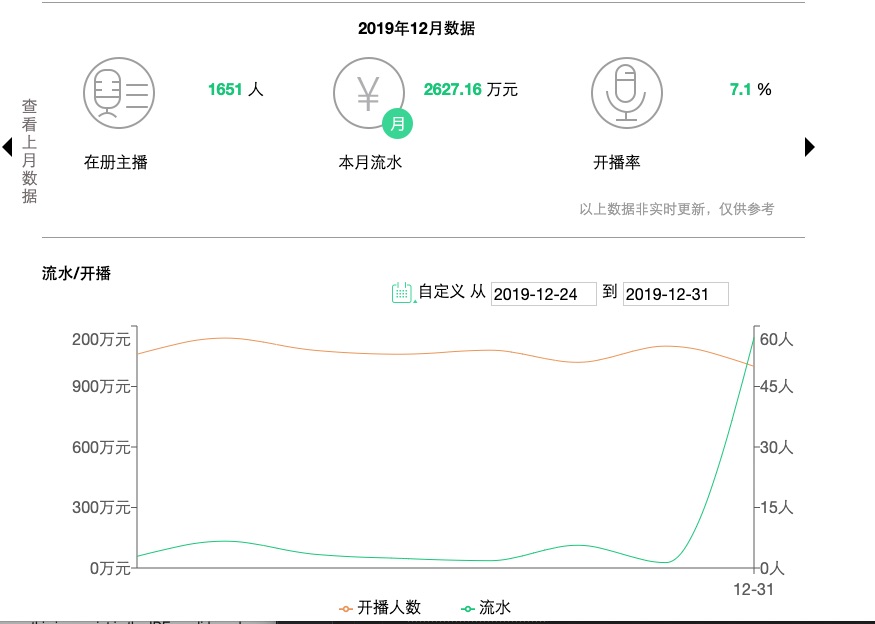 2019年12月数据
查看上月数据
1651 人
¥
2627.16 万元
7.1 %
月
在册主播
本月流水
开播率
以上数据非实时更新，仅供参考
流水/开播
自定义 从 2019-12-24 到 2019-12-31
200万元
60人
900万元
45人
600万元
30人
300万元
15人
0万元
0人
12-31
开播人数 流水